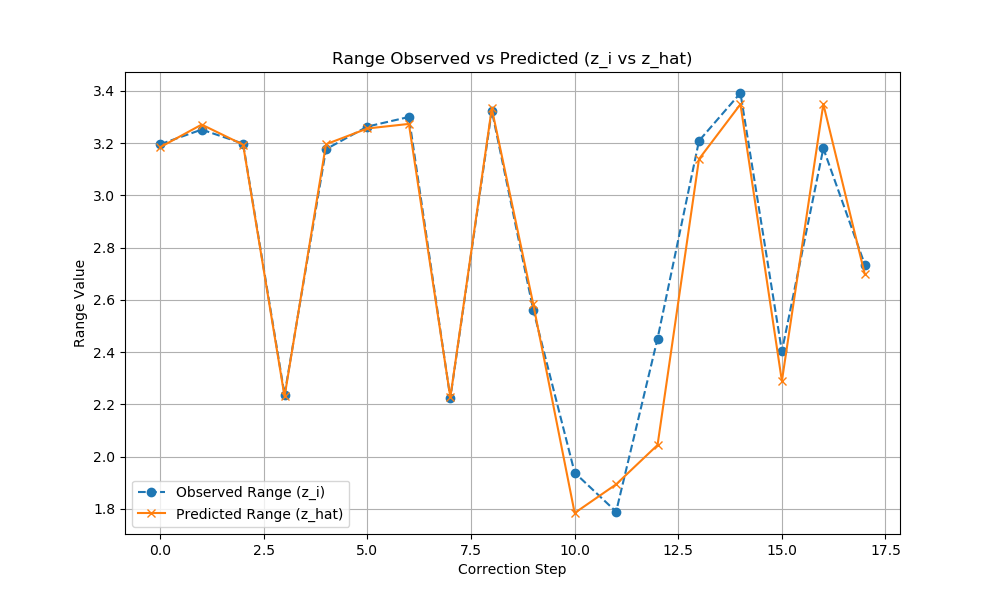 Range Observed vs Predicted (z_i vs z_hat)
3.4
3.2
3.0
2.8
2.6
2.4
2.2
2.0
1.8
Range Value
Observed Range (z_i)
Predicted Range (z_hat)
0.0 2.5 5.0 7.5 10.0 12.5 15.0 17.5
Correction Step